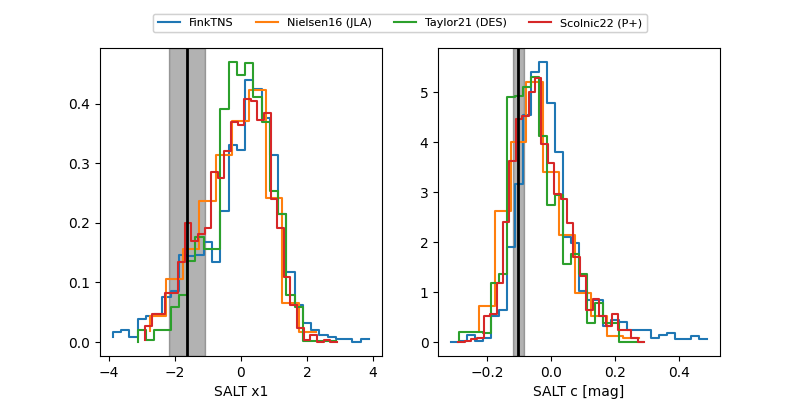 FinkTNS Nielsen16 (JLA) Taylor21 (DES) Scolnic22 (P+)
0.4
0.3
0.2
0.1
0.0
−4 −2 0 2 4
SALT x1
5
4
3
2
1
0
−0.2 0.0 0.2 0.4
SALT c [mag]